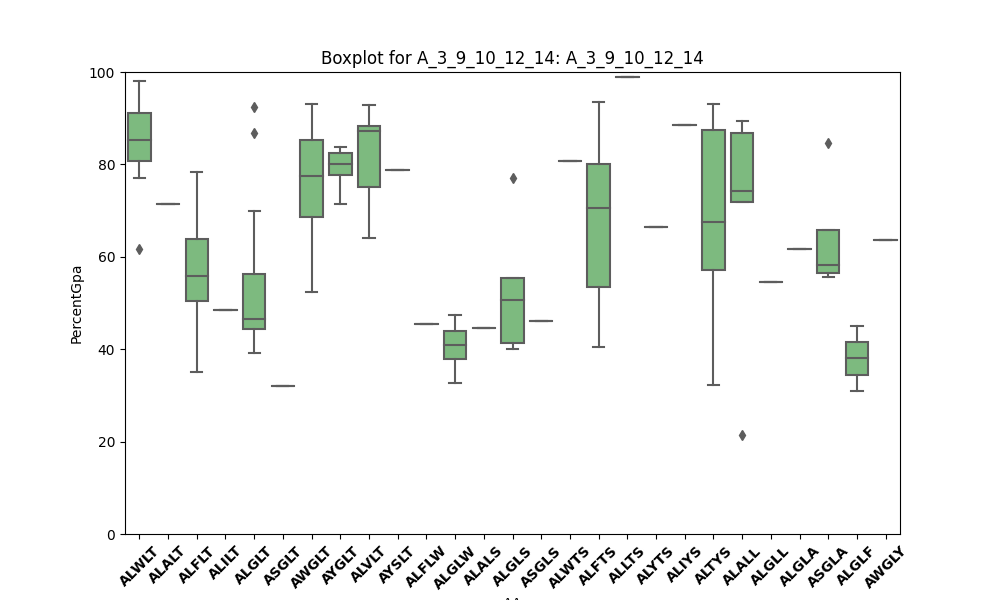 Boxplot for A_3_9_10_12_14: A_3_9_10_12_14
PercentGpa
100
80
60
40
20
0
ALWLT
ALALT
ALFLT
ALILT
ALGLT
ASGLT
AWGLT
AYGLT
ALVLT
AYSLT
ALFLW
ALGLW
ALALS
ALGLS
ASGLS
ALWTS
ALFTS
ALLTS
ALYTS
ALIYS
ALTYS
ALALL
ALGLL
ALGLA
ASGLA
ALGLF
AWGLY